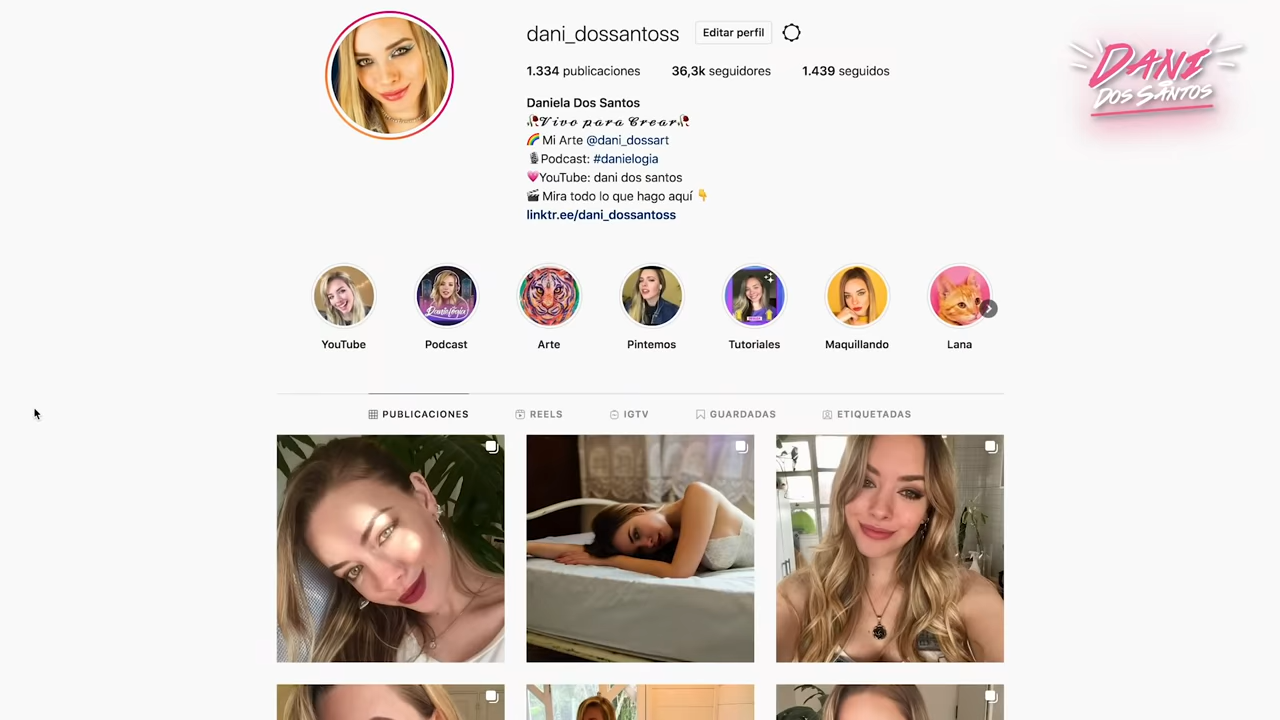 dani_dossantoss Editar perfil
1.334 publicaciones 36,3k seguidores 1.439 seguidos
Daniela Dos Santos
🥀𝓥𝓲𝓿𝓸 𝓹𝓪𝓻𝓪 𝓒𝓻𝓮𝓪𝓻🥀
🌈 Mi Arte @dani_dossart
🎙Podcast: #danielogia
💗YouTube: dani dos santos
🎬 Mira todo lo que hago aquí 👇
linktr.ee/dani_dossantoss
DANI
DOS SANTOS
Danielogia
YouTube Podcast Arte Pintemos Tutoriales Maquillando Lana
PUBLICACIONES REELS IGTV GUARDADAS ETIQUETADAS